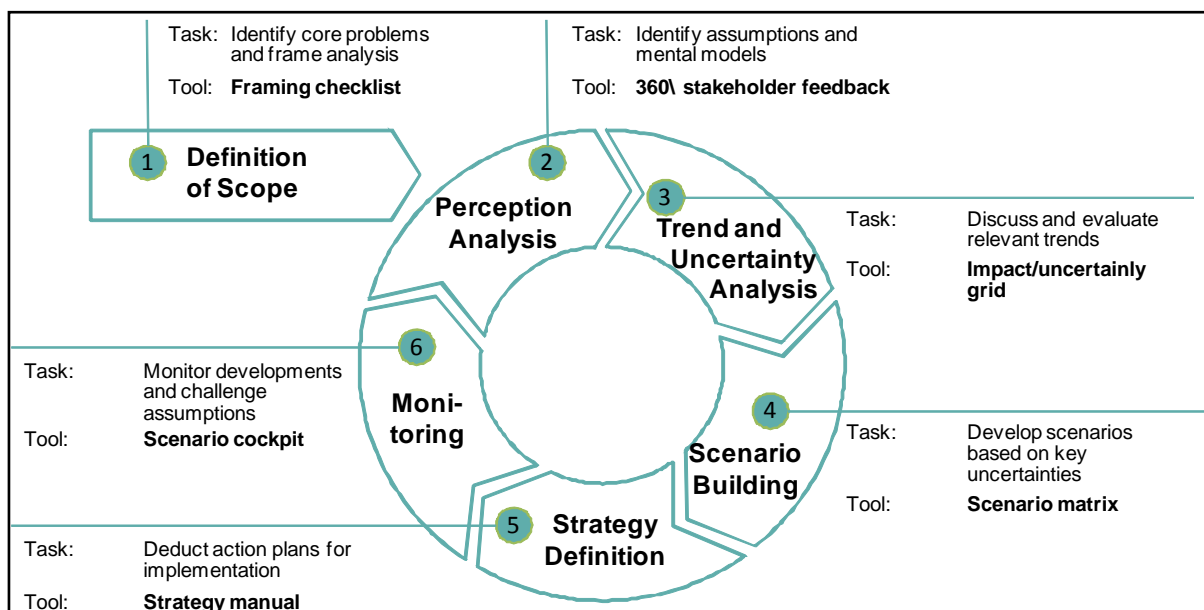 Task: Identify core problems
and frame analysis
Tool: Framing checklist
Task: Identify assumptions and
mental models
Tool: 360\ stakeholder feedback
1
Definition
of Scope
2
Perception
Analysis
3
Trend and
Uncertainty
Analysis
Task: Discuss and evaluate
relevant trends
Tool: Impact/uncertainly
grid
6
Moni-
toring
Task: Monitor developments
and challenge
assumptions
Tool: Scenario cockpit
4
Scenario
Building
Task: Develop scenarios
based on key
uncertainties
Tool: Scenario matrix
5
Strategy
Definition
Task: Deduct action plans for
implementation
Tool: Strategy manual